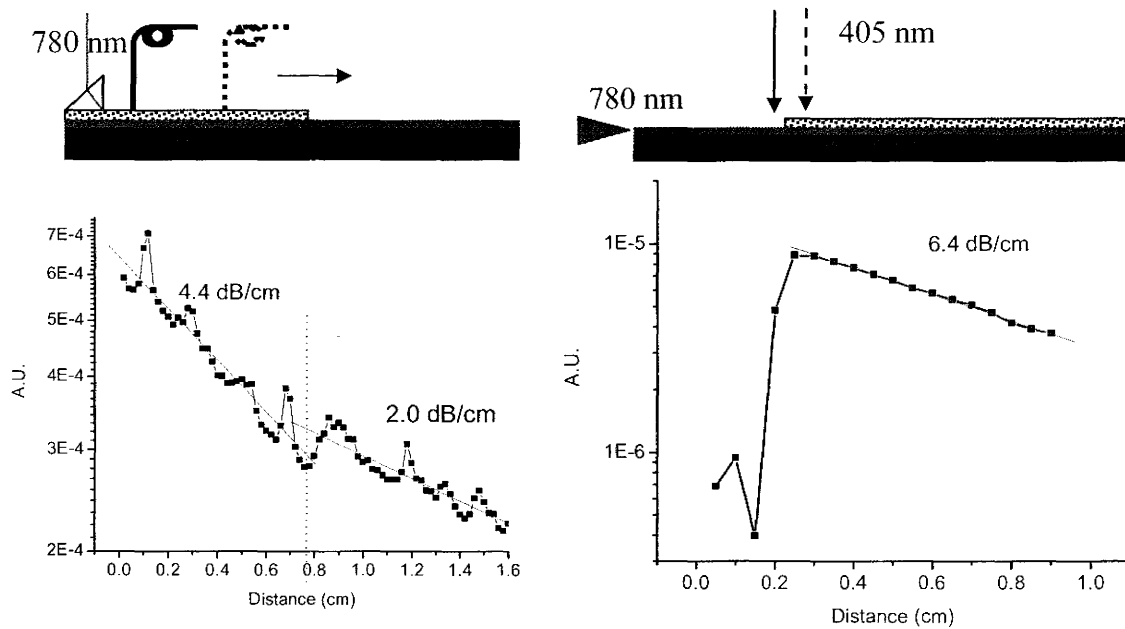 780 nm
405 nm
780 nm
7E-4
6E-4
5E-4
4E-4
3E-4
2E-4
A.U.
4.4 dB/cm
2.0 dB/cm
0.0 0.2 0.4 0.6 0.8 1.0 1.2 1.4 1.6
Distance (cm)
1E-5
1E-6
A.U.
6.4 dB/cm
0.0 0.2 0.4 0.6 0.8 1.0
Distance (cm)